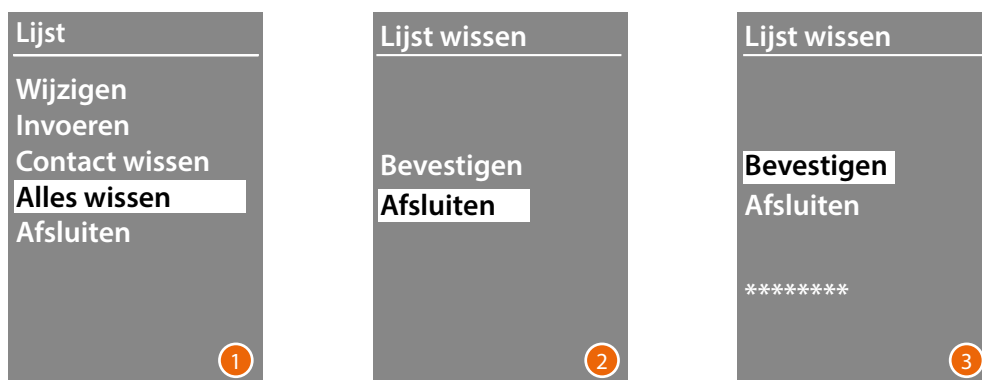 Lijst
Wijzigen
Invoeren
Contact wissen
Alles wissen
Afsluiten
1
Lijst wissen
Bevestigen
Afsluiten
2
Lijst wissen
Bevestigen
Afsluiten
********
3